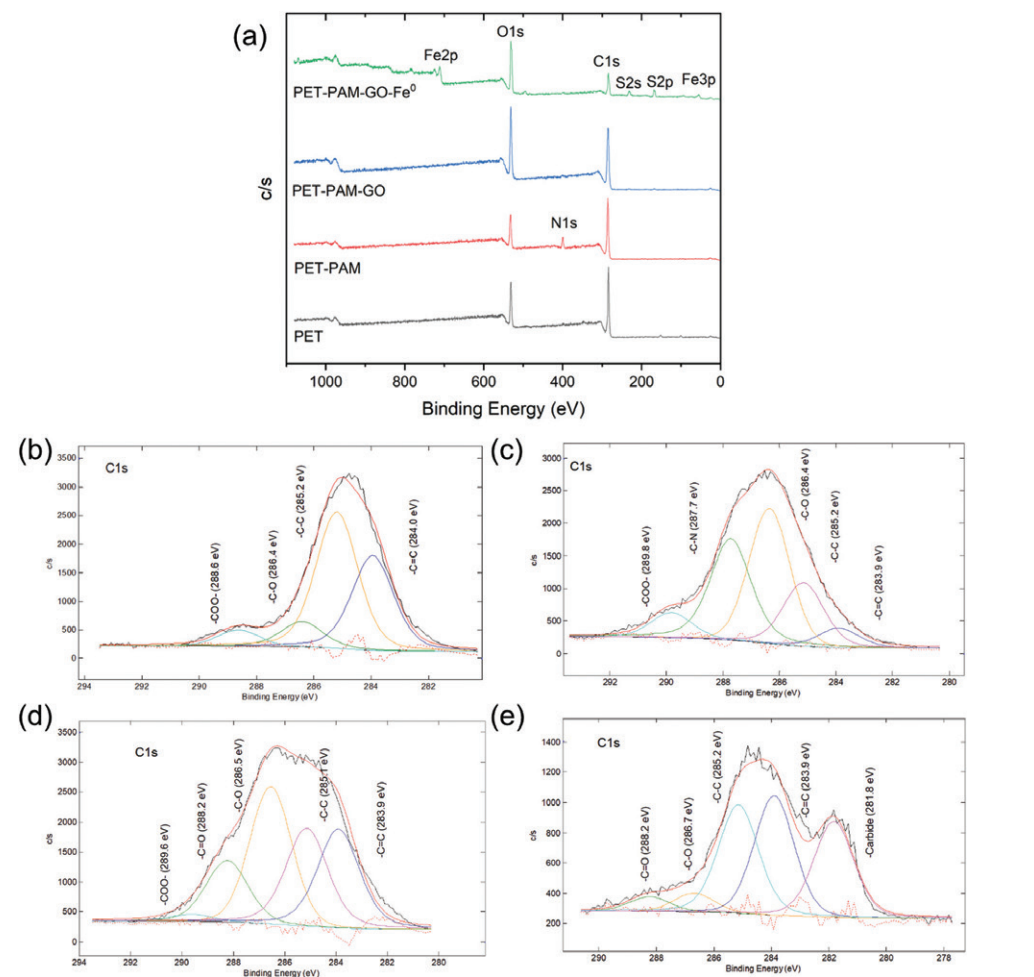 (a)
O1s
Fe2p
C1s
S2s
S2p
Fe3p
PET-PAM-GO-Fe⁰
PET-PAM-GO
N1s
PET-PAM
PET
c/s
1000
800
600
400
200
0
Binding Energy (eV)
(b)
C1s
3500
3000
2500
2000
1500
1000
500
0
c/s
-COO- (288.6 eV)
-C-O (286.4 eV)
-C-C (285.2 eV)
-C=C (284.0 eV)
294
292
290
288
286
284
282
Binding Energy (eV)
(c)
C1s
3000
2500
2000
1500
1000
500
0
c/s
-COO- (289.8 eV)
-C-N (287.7 eV)
-C-O (286.4 eV)
-C-C (285.2 eV)
-C=C (283.9 eV)
292
290
288
286
284
282
280
Binding Energy (eV)
(d)
C1s
3500
3000
2500
2000
1500
1000
500
0
c/s
-COO- (289.6 eV)
-C=O (288.2 eV)
-C-O (286.5 eV)
-C-C (285.1 eV)
-C=C (283.9 eV)
292
290
288
286
284
282
280
Binding Energy (eV)
(e)
C1s
1400
1200
1000
800
600
400
200
c/s
-C=O (288.2 eV)
-C-O (286.7 eV)
-C-C (285.2 eV)
-C=C (283.9 eV)
-Carbide (281.8 eV)
290
288
286
284
282
280
278
Binding Energy (eV)